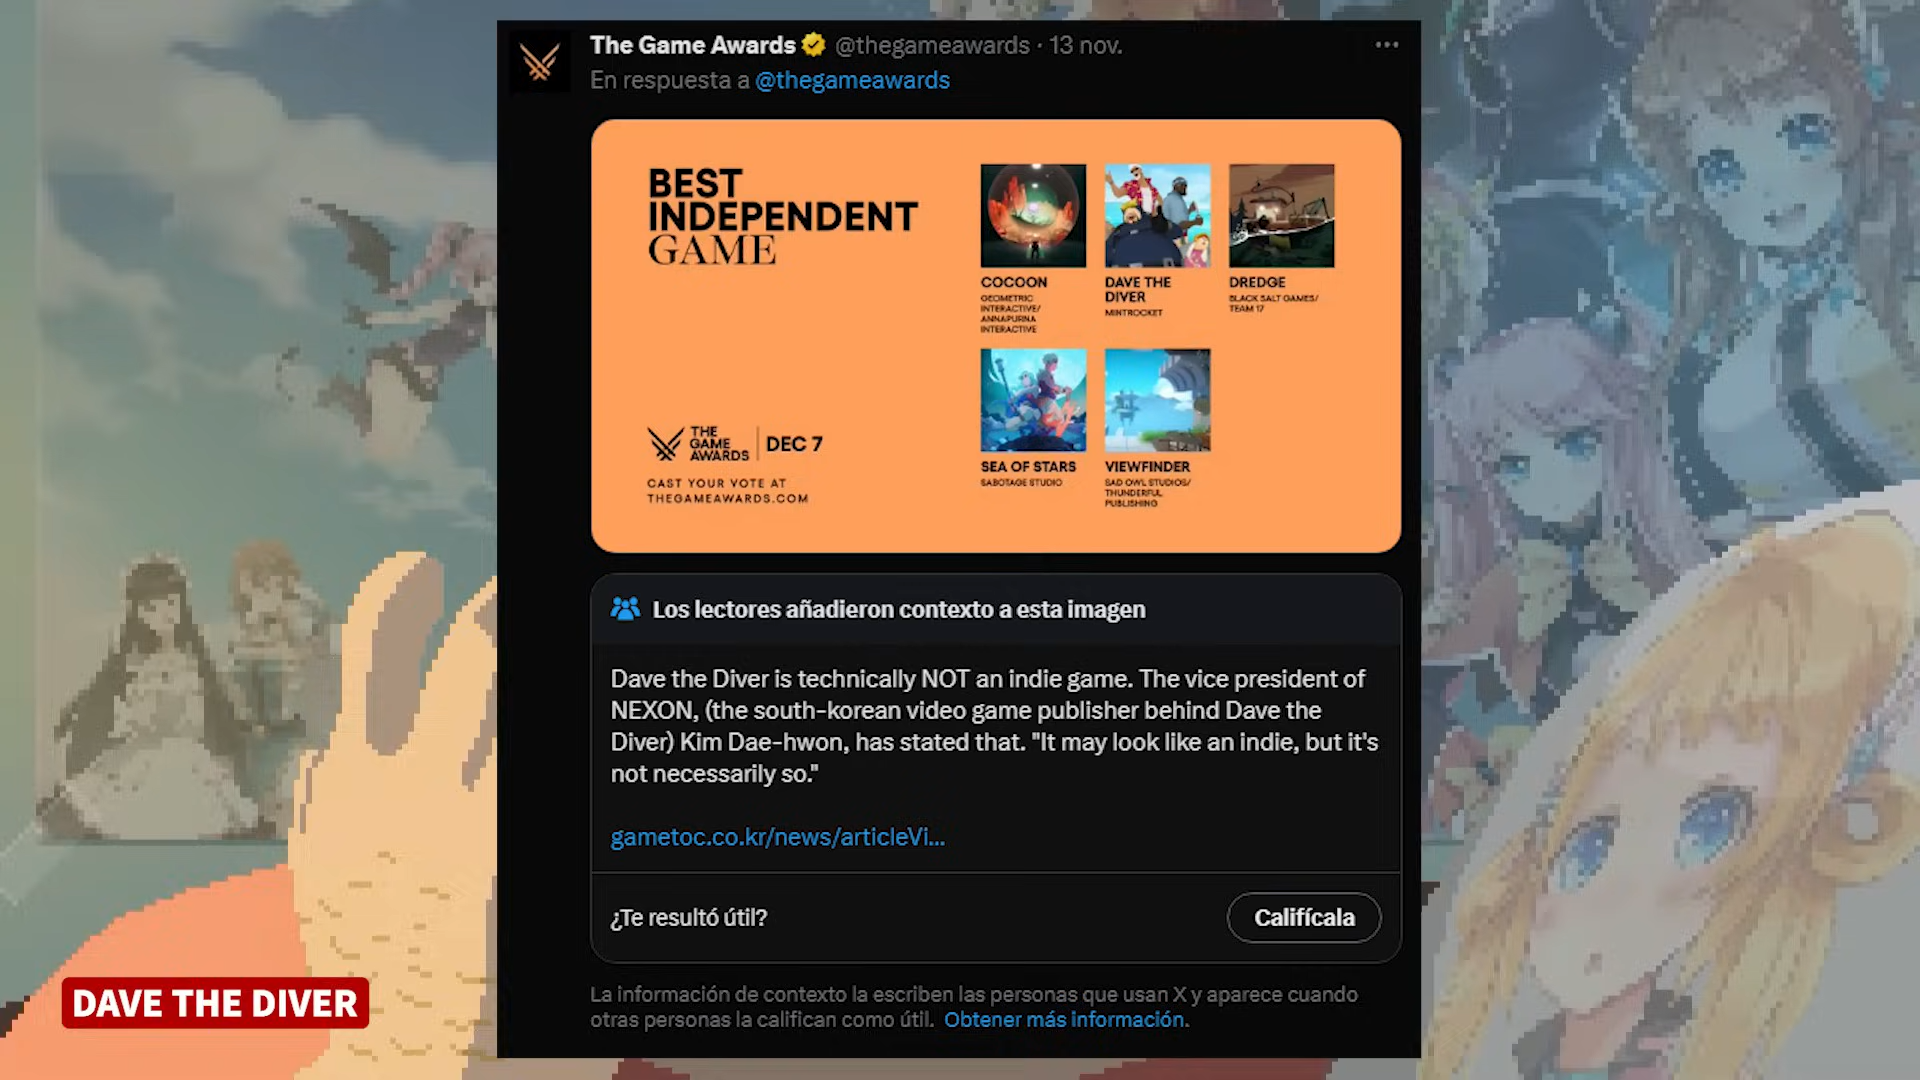 The Game Awards @thegameawards · 13 nov.
En respuesta a @thegameawards
BEST
INDEPENDENT
GAME
COCOON
GEOMETRIC
INTERACTIVE/
ANNAPURNA
INTERACTIVE
DAVE THE
DIVER
MINTROCKET
DREDGE
BLACK SALT GAMES/
TEAM 17
SEA OF STARS
SABOTAGE STUDIO
VIEWFINDER
SAD OWL STUDIOS/
THUNDERFUL
PUBLISHING
THE
GAME
AWARDS
DEC 7
CAST YOUR VOTE AT
THEGAMEAWARDS.COM
Los lectores añadieron contexto a esta imagen
Dave the Diver is technically NOT an indie game. The vice president of
NEXON, (the south-korean video game publisher behind Dave the
Diver) Kim Dae-hwon, has stated that. "It may look like an indie, but it's
not necessarily so."
gametoc.co.kr/news/articleVi...
¿Te resultó útil?
Califícala
La información de contexto la escriben las personas que usan X y aparece cuando
otras personas la califican como útil. Obtener más información.
DAVE THE DIVER